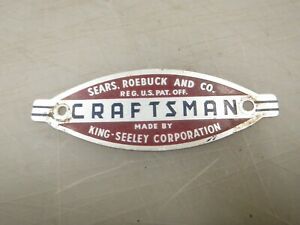 SEARS, ROEBUCK AND CO.
REG. U.S. PAT. OFF.
CRAFTSMAN
MADE BY
KING-SEELEY CORPORATION